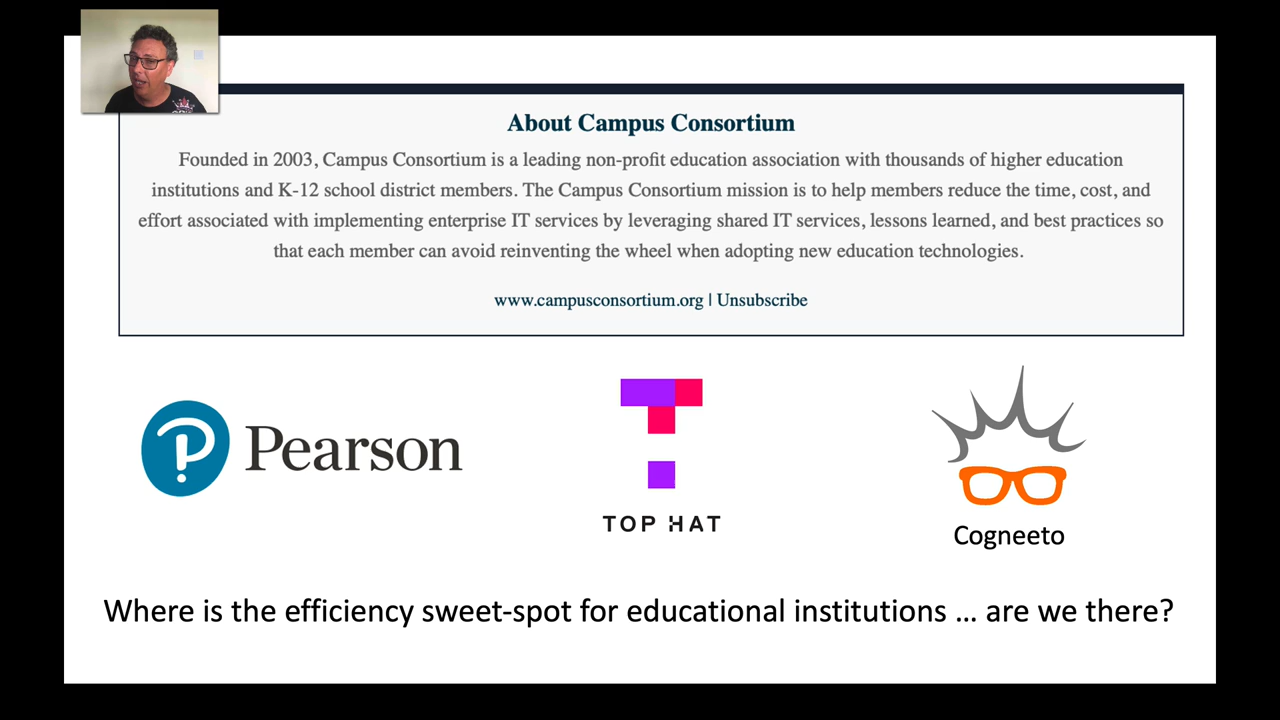 About Campus Consortium
Founded in 2003, Campus Consortium is a leading non-profit education association with thousands of higher education
institutions and K-12 school district members. The Campus Consortium mission is to help members reduce the time, cost, and
effort associated with implementing enterprise IT services by leveraging shared IT services, lessons learned, and best practices so
that each member can avoid reinventing the wheel when adopting new education technologies.
www.campusconsortium.org | Unsubscribe
Pearson
TOP HAT
Cogneeto
Where is the efficiency sweet-spot for educational institutions … are we there?